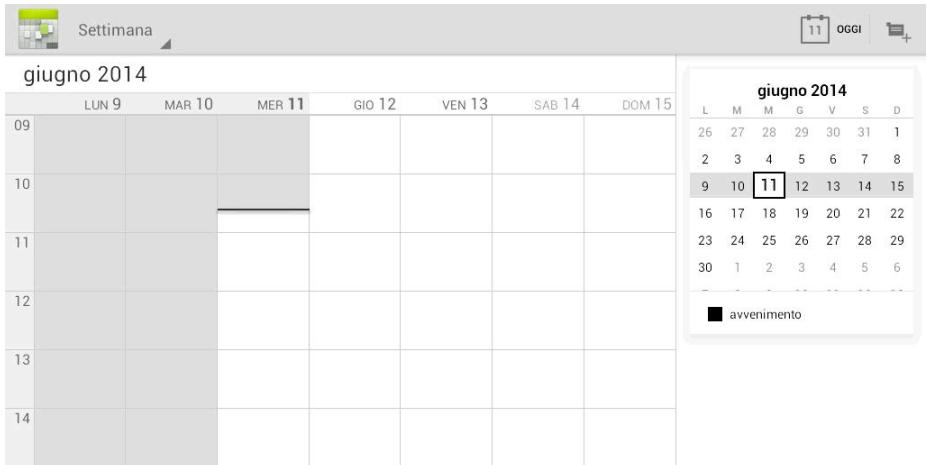 Settimana
11 OGGI
giugno 2014
LUN 9 MAR 10 MER 11 GIO 12 VEN 13 SAB 14 DOM 15
09
10
11
12
13
14
giugno 2014
L M M G V S D
26 27 28 29 30 31 1
2 3 4 5 6 7 8
9 10 11 12 13 14 15
16 17 18 19 20 21 22
23 24 25 26 27 28 29
30 1 2 3 4 5 6
avvenimento